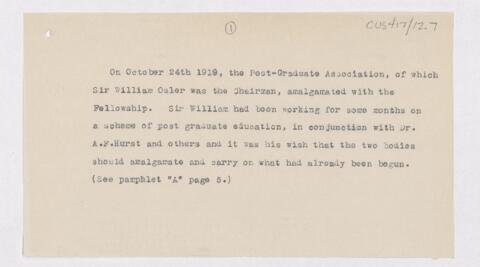 (1) CUS417/12.7
On October 24th 1919, the Post-Graduate Association, of which
Sir William Osler was the Chairman, amalgamated with the
Fellowship. Sir William had been working for some months on
a scheme of post graduate education, in conjunction with Dr.
A.F.Hurst and others and it was his wish that the two bodies
should amalgamate and carry on what had already been begun.
(See pamphlet "A" page 5.)